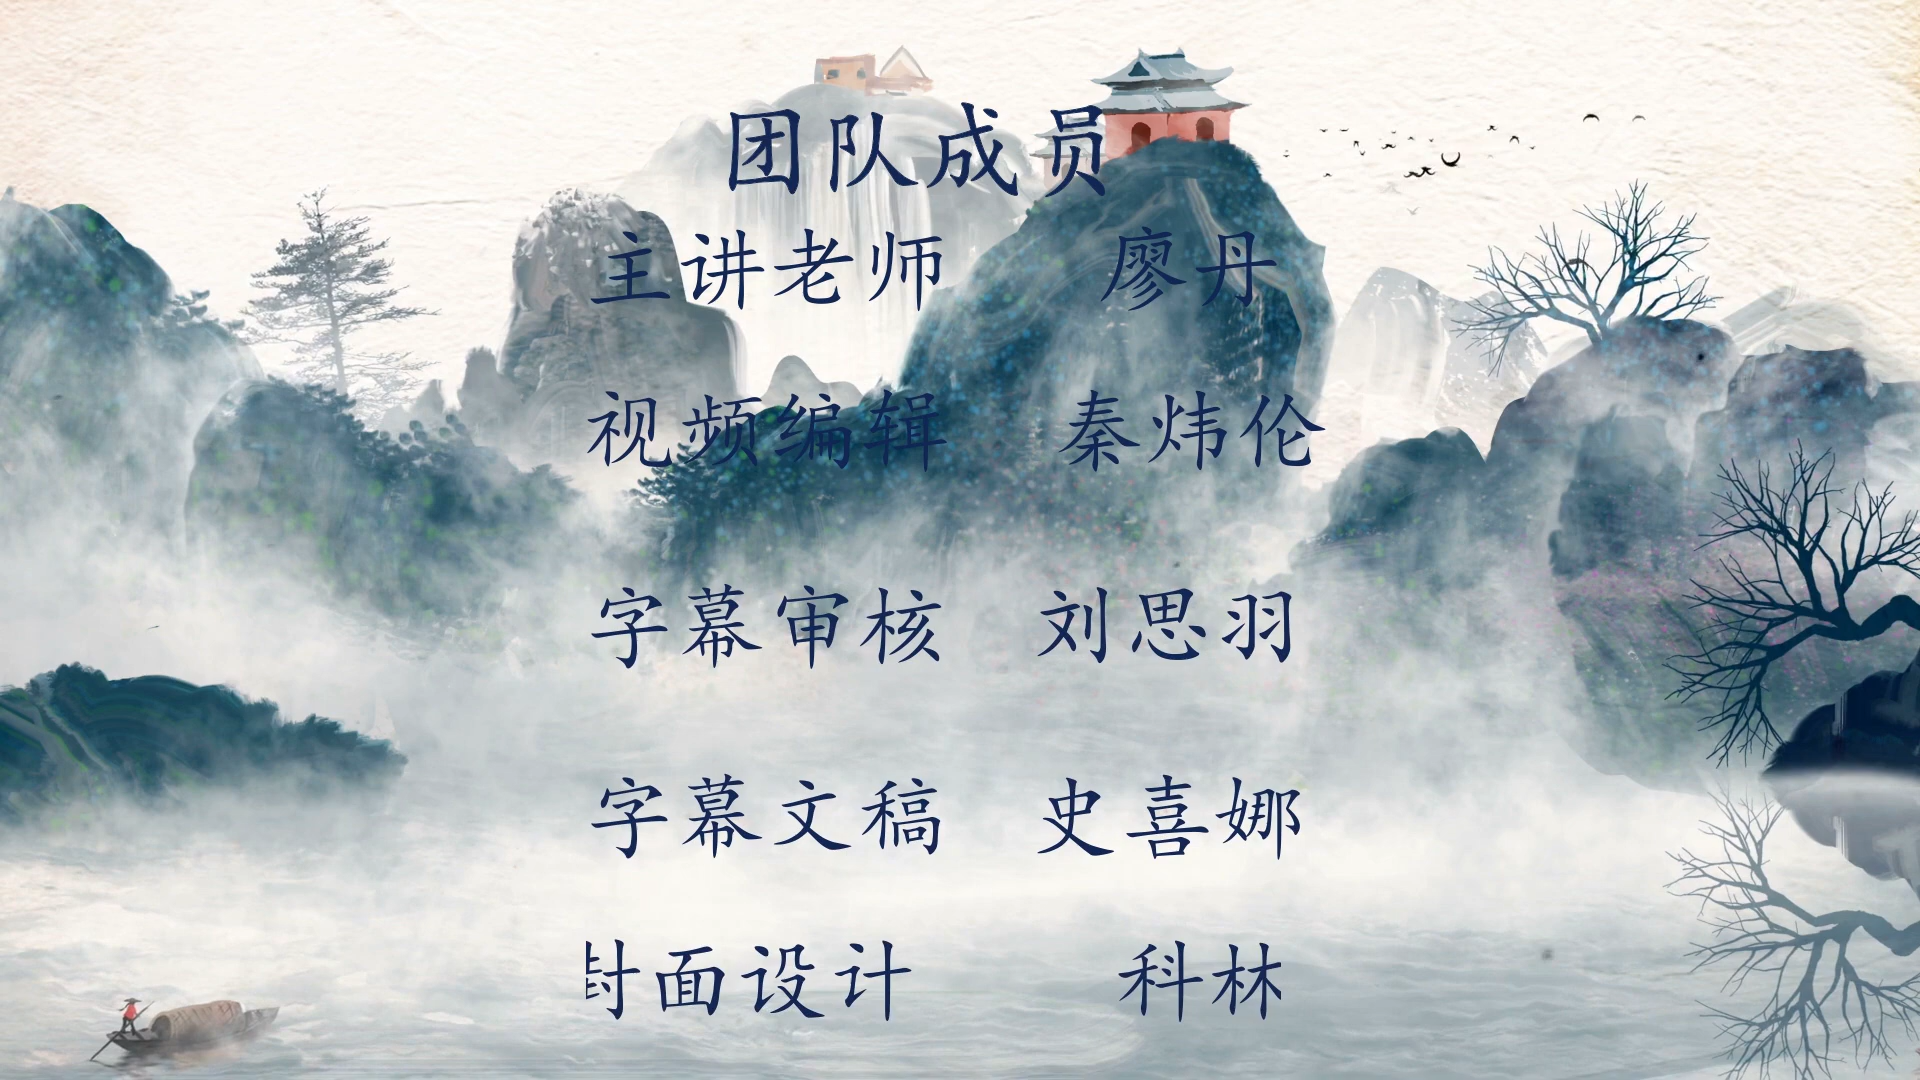 团队成员
主讲老师 廖丹
视频编辑 秦炜伦
字幕审核 刘思羽
字幕文稿 史喜娜
封面设计 科林